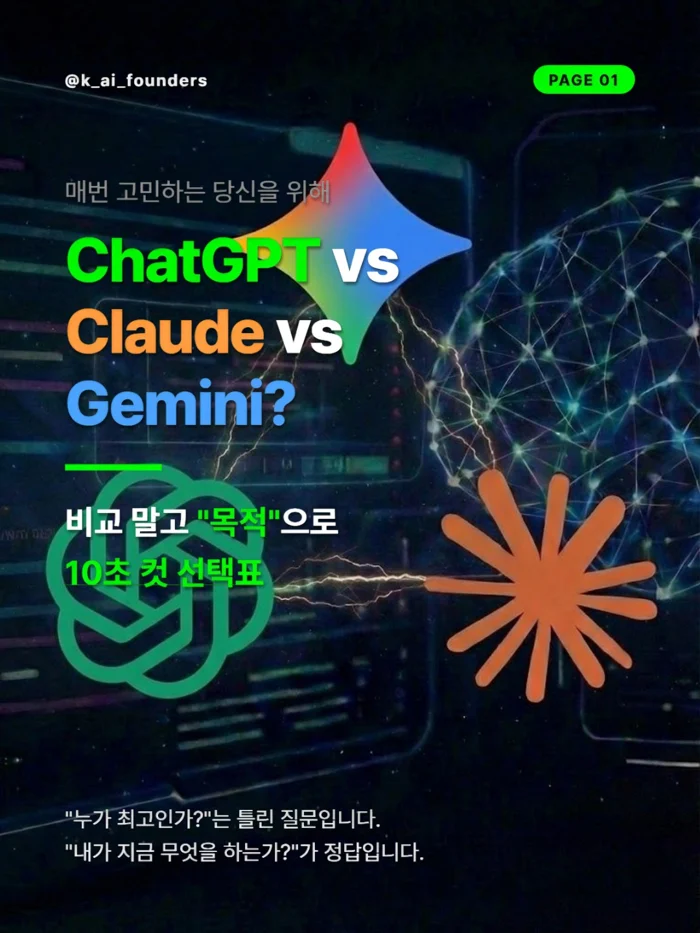 @k_ai_founders
PAGE 01
매번 고민하는 당신을 위해
ChatGPT vs
Claude vs
Gemini?
비교 말고 "목적"으로
10초 컷 선택표
"누가 최고인가?"는 틀린 질문입니다.
"내가 지금 무엇을 하는가?"가 정답입니다.